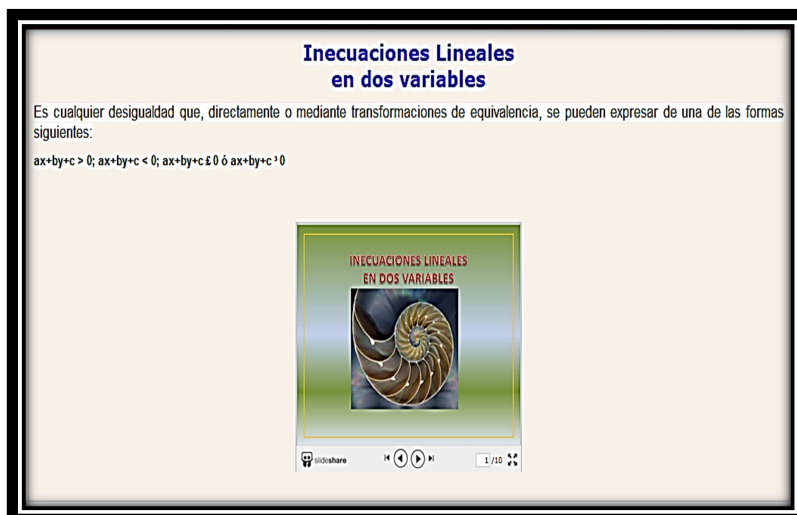 Inecuaciones Lineales
en dos variables
Es cualquier desigualdad que, directamente o mediante transformaciones de equivalencia, se pueden expresar de una de las formas
siguientes:
ax+by+c > 0; ax+by+c < 0; ax+by+c £ 0 ó ax+by+c ³ 0
INECUACIONES LINEALES
EN DOS VARIABLES
slideshare
1 /10